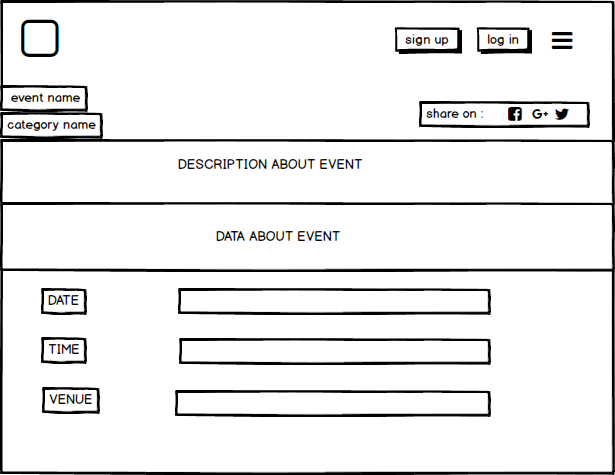 sign up
log in
event name
category name
share on :
G+
DESCRIPTION ABOUT EVENT
DATA ABOUT EVENT
DATE
TIME
VENUE